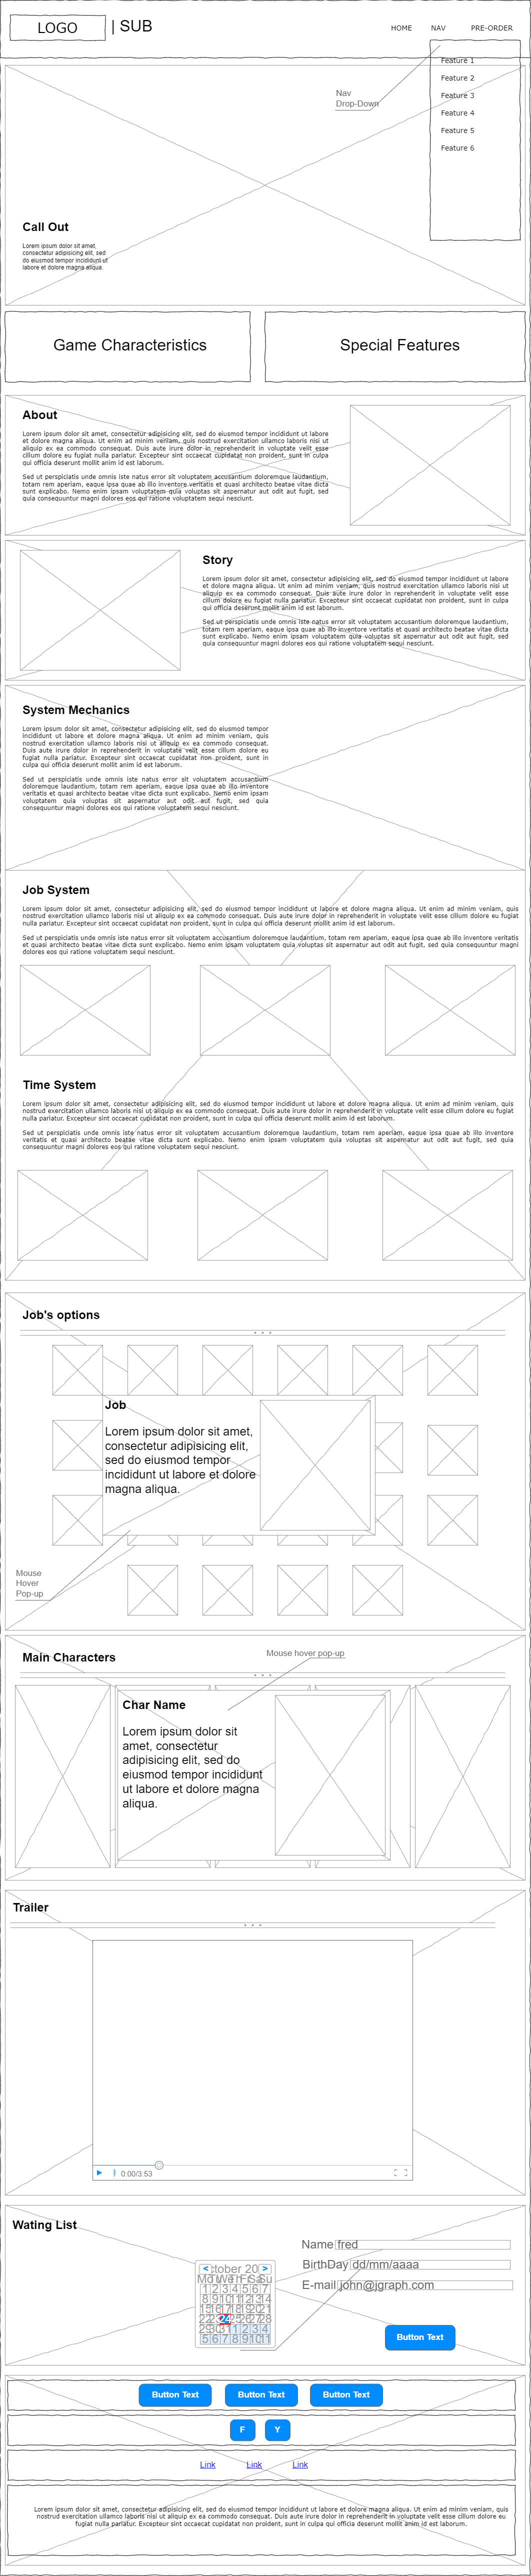 LOGO | SUB
HOME NAV PRE-ORDER
Feature 1
Feature 2
Feature 3
Feature 4
Feature 5
Feature 6
Nav
Drop-Down
Call Out
Lorem ipsum dolor sit amet,
consectetur adipisicing elit, sed
do eiusmod tempor incididunt ut
labore et dolore magna aliqua.
Game Characteristics
Special Features
About
Lorem ipsum dolor sit amet, consectetur adipisicing elit, sed do eiusmod tempor incididunt ut labore
et dolore magna aliqua. Ut enim ad minim veniam, quis nostrud exercitation ullamco laboris nisi ut
aliquip ex ea commodo consequat. Duis aute irure dolor in reprehenderit in voluptate velit esse
cillum dolore eu fugiat nulla pariatur. Excepteur sint occaecat cupidatat non proident, sunt in culpa
qui officia deserunt mollit anim id est laborum.
Sed ut perspiciatis unde omnis iste natus error sit voluptatem accusantium doloremque laudantium,
totam rem aperiam, eaque ipsa quae ab illo inventore veritatis et quasi architecto beatae vitae dicta
sunt explicabo. Nemo enim ipsam voluptatem quia voluptas sit aspernatur aut odit aut fugit, sed
quia consequuntur magni dolores eos qui ratione voluptatem sequi nesciunt.
Story
Lorem ipsum dolor sit amet, consectetur adipisicing elit, sed do eiusmod tempor incididunt ut labore
et dolore magna aliqua. Ut enim ad minim veniam, quis nostrud exercitation ullamco laboris nisi ut
aliquip ex ea commodo consequat. Duis aute irure dolor in reprehenderit in voluptate velit esse
cillum dolore eu fugiat nulla pariatur. Excepteur sint occaecat cupidatat non proident, sunt in culpa
qui officia deserunt mollit anim id est laborum.
Sed ut perspiciatis unde omnis iste natus error sit voluptatem accusantium doloremque laudantium,
totam rem aperiam, eaque ipsa quae ab illo inventore veritatis et quasi architecto beatae vitae dicta
sunt explicabo. Nemo enim ipsam voluptatem quia voluptas sit aspernatur aut odit aut fugit, sed
quia consequuntur magni dolores eos qui ratione voluptatem sequi nesciunt.
System Mechanics
Lorem ipsum dolor sit amet, consectetur adipisicing elit, sed do eiusmod tempor
incididunt ut labore et dolore magna aliqua. Ut enim ad minim veniam, quis
nostrud exercitation ullamco laboris nisi ut aliquip ex ea commodo consequat.
Duis aute irure dolor in reprehenderit in voluptate velit esse cillum dolore eu
fugiat nulla pariatur. Excepteur sint occaecat cupidatat non proident, sunt in
culpa qui officia deserunt mollit anim id est laborum.
Sed ut perspiciatis unde omnis iste natus error sit voluptatem accusantium
doloremque laudantium, totam rem aperiam, eaque ipsa quae ab illo inventore
veritatis et quasi architecto beatae vitae dicta sunt explicabo. Nemo enim ipsam
voluptatem quia voluptas sit aspernatur aut odit aut fugit, sed quia
consequuntur magni dolores eos qui ratione voluptatem sequi nesciunt.
Job System
Lorem ipsum dolor sit amet, consectetur adipisicing elit, sed do eiusmod tempor incididunt ut labore et dolore magna aliqua. Ut enim ad minim veniam, quis
nostrud exercitation ullamco laboris nisi ut aliquip ex ea commodo consequat. Duis aute irure dolor in reprehenderit in voluptate velit esse cillum dolore eu fugiat
nulla pariatur. Excepteur sint occaecat cupidatat non proident, sunt in culpa qui officia deserunt mollit anim id est laborum.
Sed ut perspiciatis unde omnis iste natus error sit voluptatem accusantium doloremque laudantium, totam rem aperiam, eaque ipsa quae ab illo inventore veritatis
et quasi architecto beatae vitae dicta sunt explicabo. Nemo enim ipsam voluptatem quia voluptas sit aspernatur aut odit aut fugit, sed quia consequuntur magni
dolores eos qui ratione voluptatem sequi nesciunt.
Time System
Lorem ipsum dolor sit amet, consectetur adipisicing elit, sed do eiusmod tempor incididunt ut labore et dolore magna aliqua. Ut enim ad minim veniam, quis
nostrud exercitation ullamco laboris nisi ut aliquip ex ea commodo consequat. Duis aute irure dolor in reprehenderit in voluptate velit esse cillum dolore eu fugiat
nulla pariatur. Excepteur sint occaecat cupidatat non proident, sunt in culpa qui officia deserunt mollit anim id est laborum.
Sed ut perspiciatis unde omnis iste natus error sit voluptatem accusantium doloremque laudantium, totam rem aperiam, eaque ipsa quae ab illo inventore
veritatis et quasi architecto beatae vitae dicta sunt explicabo. Nemo enim ipsam voluptatem quia voluptas sit aspernatur aut odit aut fugit, sed quia
consequuntur magni dolores eos qui ratione voluptatem sequi nesciunt.
Job's options
Job
Lorem ipsum dolor sit amet,
consectetur adipisicing elit,
sed do eiusmod tempor
incididunt ut labore et dolore
magna aliqua.
Mouse
Hover
Pop-up
Main Characters
Mouse hover pop-up
Char Name
Lorem ipsum dolor sit
amet, consectetur
adipisicing elit, sed do
eiusmod tempor incididunt
ut labore et dolore magna
aliqua.
Trailer
0:00/3:53
Wating List
Name fred
BirthDay dd/mm/aaaa
E-mail john@jgraph.com
< ctober 20 >
Mo Tu We Th Fr Sa Su
1 2 3 4 5 6 7
8 9 10 11 12 13 14
15 16 17 18 19 20 21
22 23 24 25 26 27 28
29 30 31 1 2 3 4
5 6 7 8 9 10 11
Button Text
Button Text Button Text Button Text
F Y
Link Link Link
Lorem ipsum dolor sit amet, consectetur adipisicing elit, sed do eiusmod tempor incididunt ut labore et dolore magna aliqua. Ut enim ad minim veniam, quis
nostrud exercitation ullamco laboris nisi ut aliquip ex ea commodo consequat. Duis aute irure dolor in reprehenderit in voluptate velit esse cillum dolore eu
fugiat nulla pariatur. Excepteur sint occaecat cupidatat non proident, sunt in culpa qui officia deserunt mollit anim id est laborum.